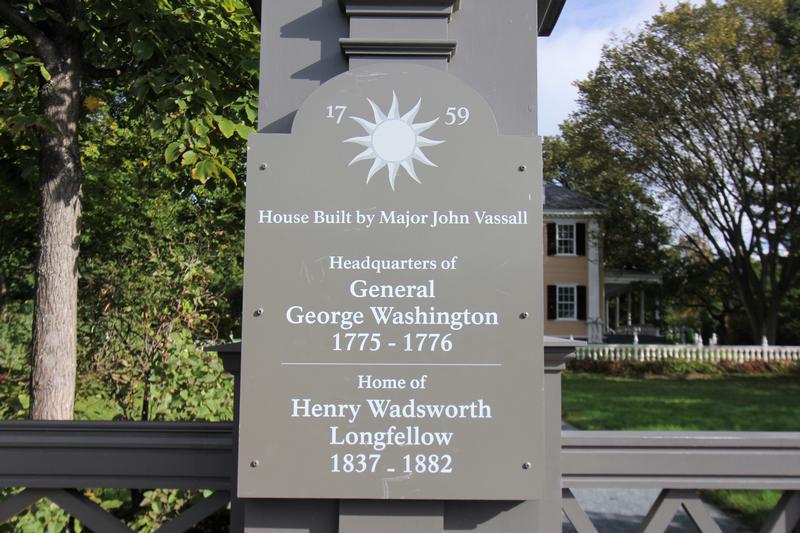 17 59
House Built by Major John Vassall
Headquarters of
General
George Washington
1775 - 1776
Home of
Henry Wadsworth
Longfellow
1837 - 1882